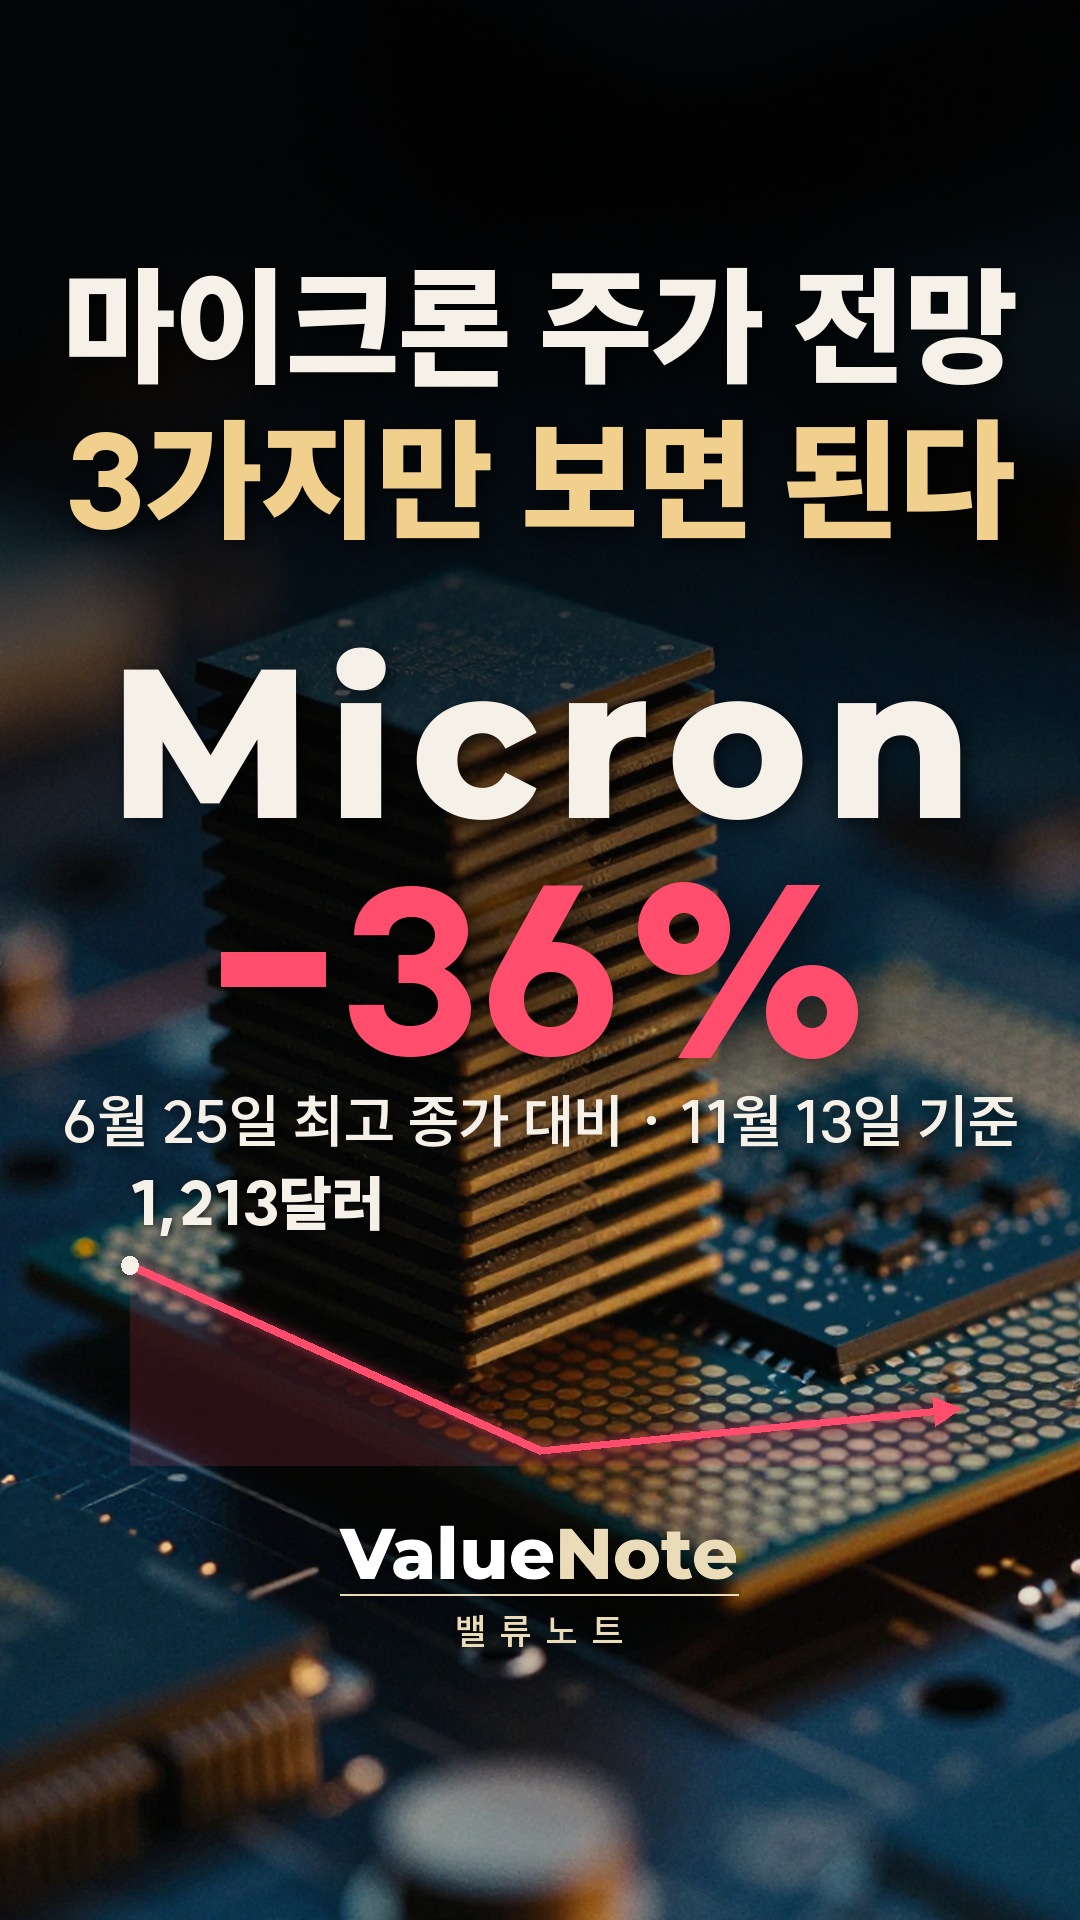 마이크론 주가 전망
3가지만 보면 된다
Micron
-36%
6월 25일 최고 종가 대비 · 11월 13일 기준
1,213달러
ValueNote
밸류노트